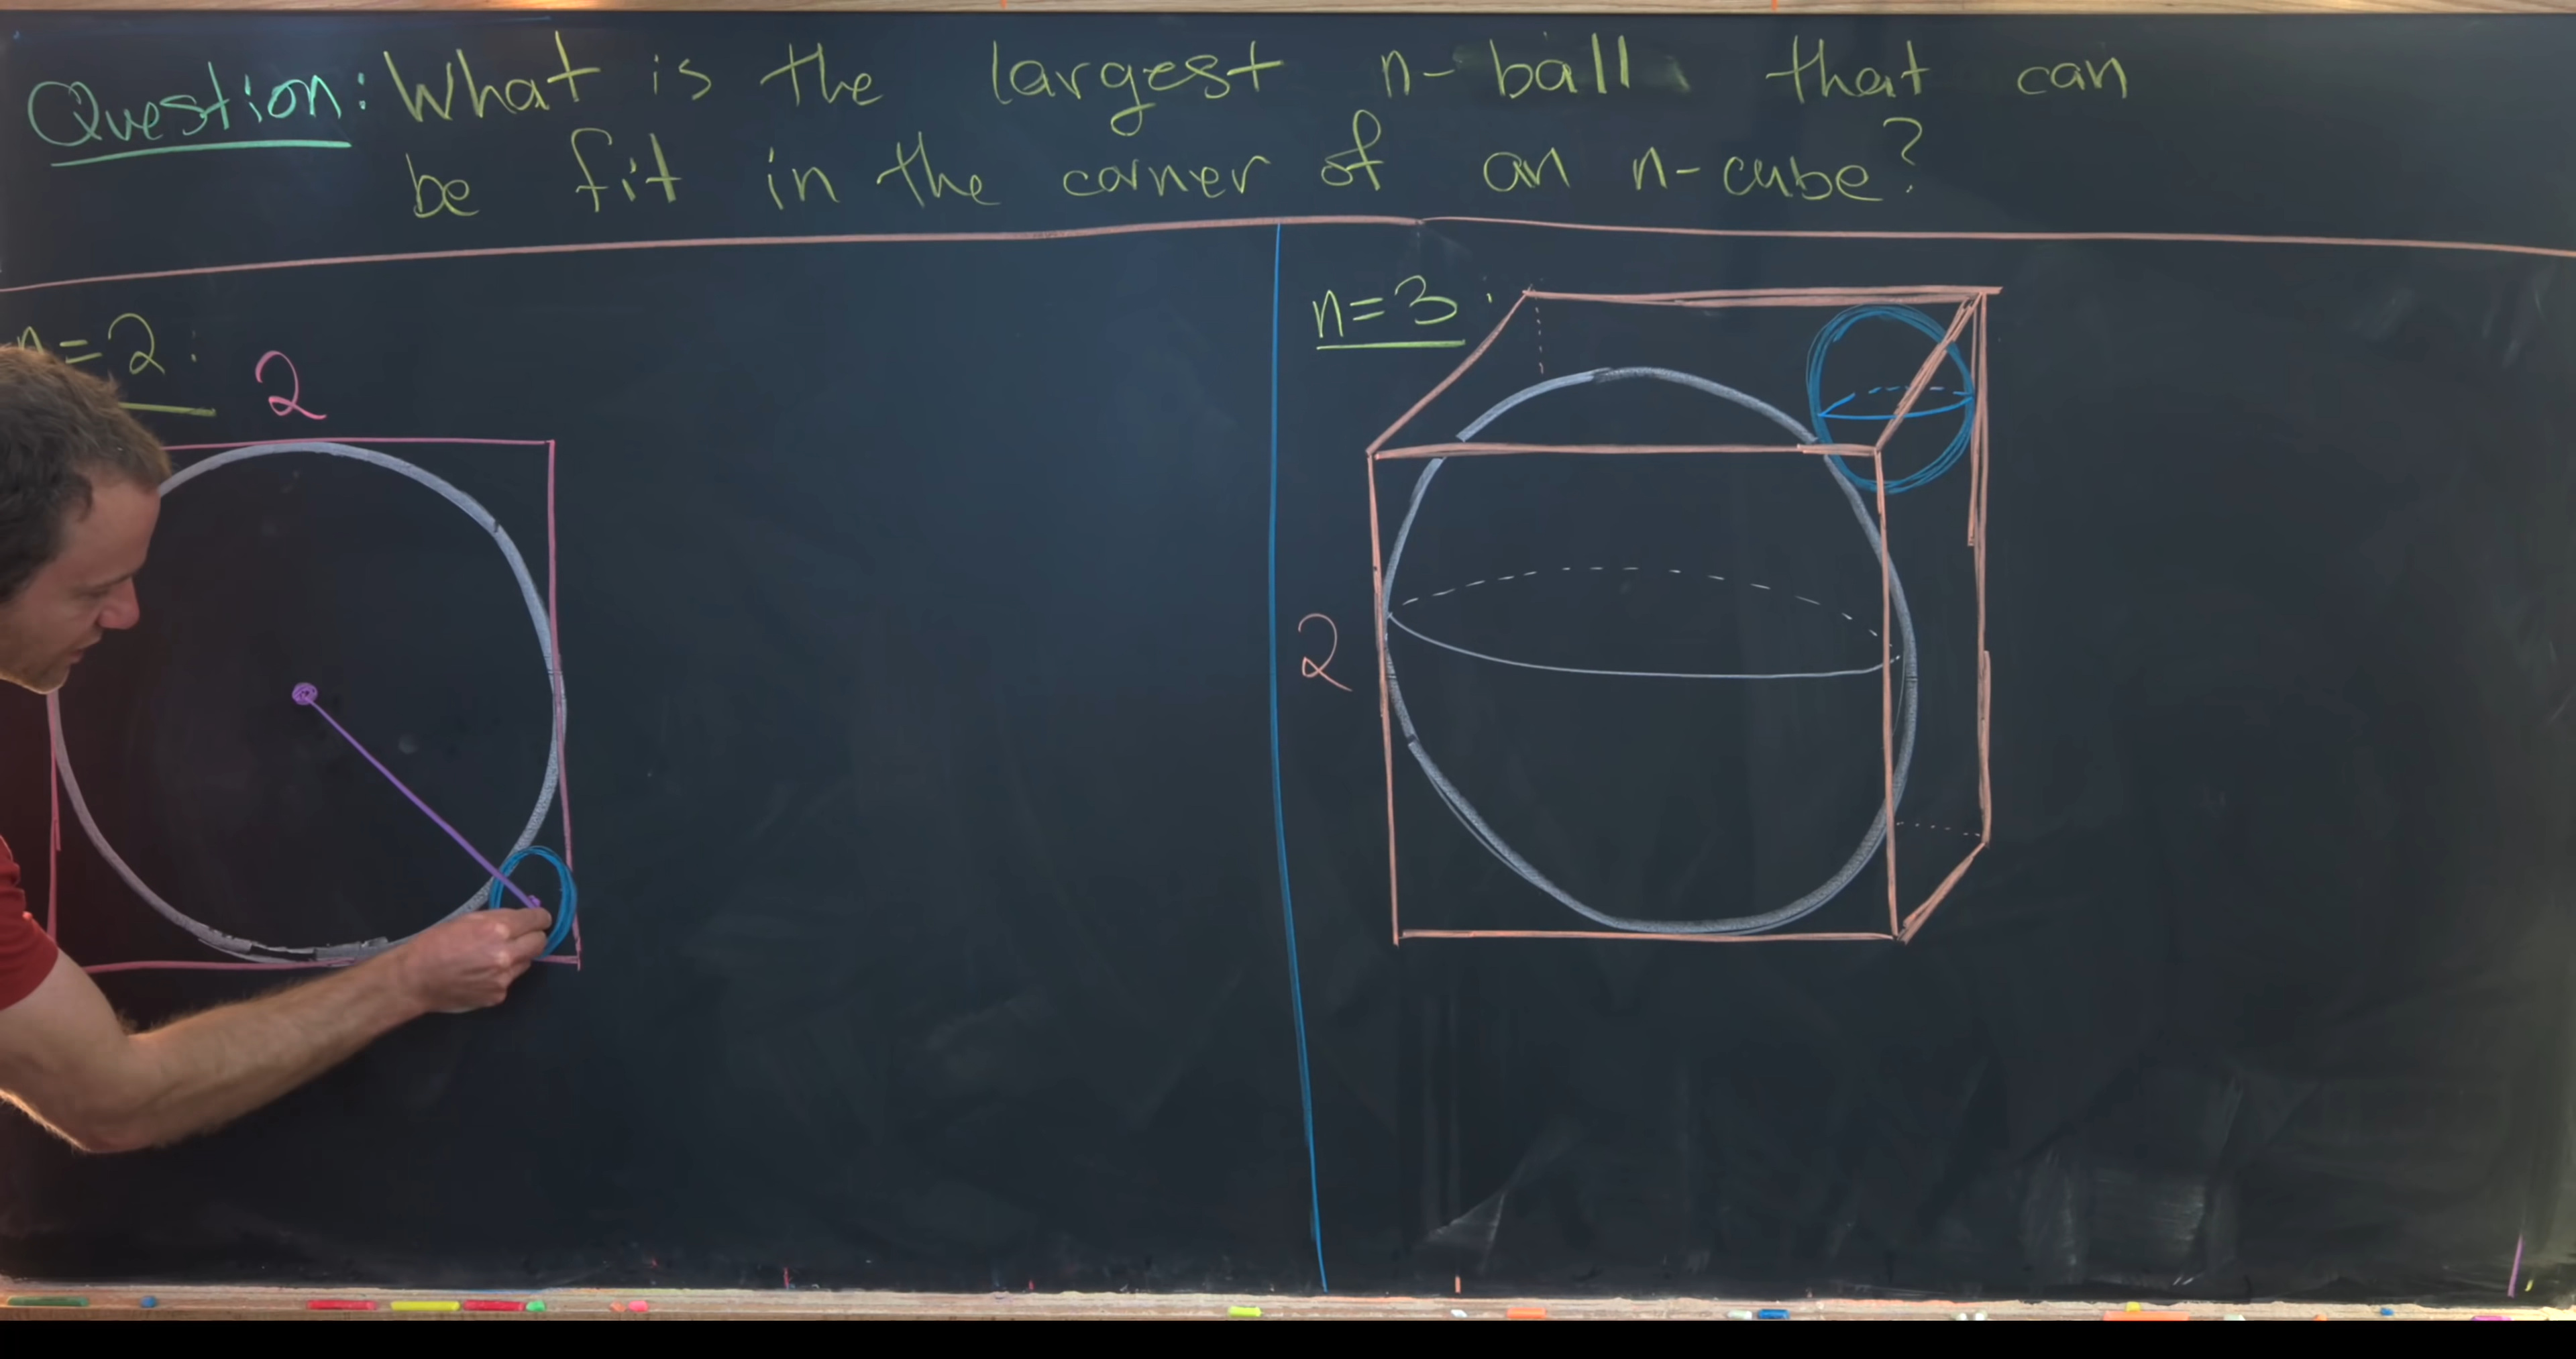 Question: What is the largest n-ball that can
be fit in the corner of an n-cube?
n=2:
2
n=3:
2